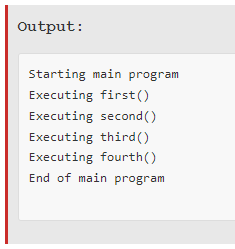 Output:
Starting main program
Executing first()
Executing second()
Executing third()
Executing fourth()
End of main program